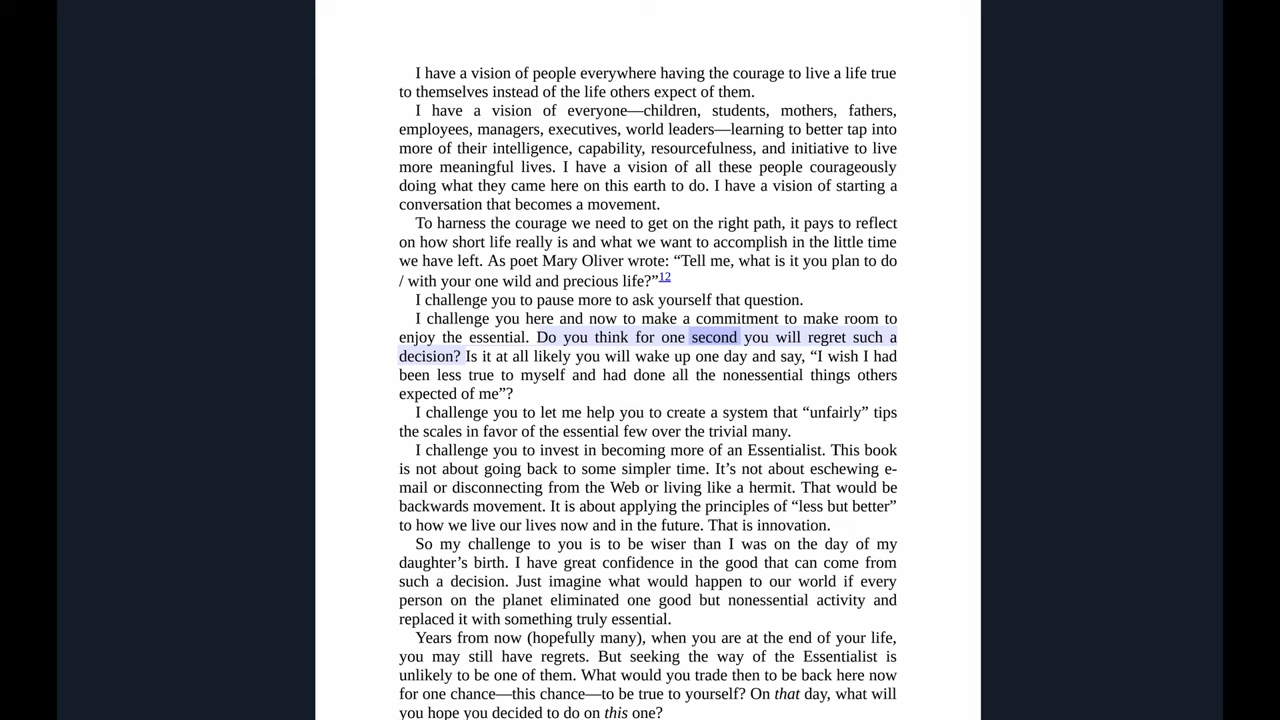 I have a vision of people everywhere having the courage to live a life true
to themselves instead of the life others expect of them.
I have a vision of everyone—children, students, mothers, fathers,
employees, managers, executives, world leaders—learning to better tap into
more of their intelligence, capability, resourcefulness, and initiative to live
more meaningful lives. I have a vision of all these people courageously
doing what they came here on this earth to do. I have a vision of starting a
conversation that becomes a movement.
To harness the courage we need to get on the right path, it pays to reflect
on how short life really is and what we want to accomplish in the little time
we have left. As poet Mary Oliver wrote: “Tell me, what is it you plan to do
/ with your one wild and precious life?”12
I challenge you to pause more to ask yourself that question.
I challenge you here and now to make a commitment to make room to
enjoy the essential. Do you think for one second you will regret such a
decision? Is it at all likely you will wake up one day and say, “I wish I had
been less true to myself and had done all the nonessential things others
expected of me”?
I challenge you to let me help you to create a system that “unfairly” tips
the scales in favor of the essential few over the trivial many.
I challenge you to invest in becoming more of an Essentialist. This book
is not about going back to some simpler time. It’s not about eschewing e-
mail or disconnecting from the Web or living like a hermit. That would be
backwards movement. It is about applying the principles of “less but better”
to how we live our lives now and in the future. That is innovation.
So my challenge to you is to be wiser than I was on the day of my
daughter’s birth. I have great confidence in the good that can come from
such a decision. Just imagine what would happen to our world if every
person on the planet eliminated one good but nonessential activity and
replaced it with something truly essential.
Years from now (hopefully many), when you are at the end of your life,
you may still have regrets. But seeking the way of the Essentialist is
unlikely to be one of them. What would you trade then to be back here now
for one chance—this chance—to be true to yourself? On that day, what will
you hope you decided to do on this one?